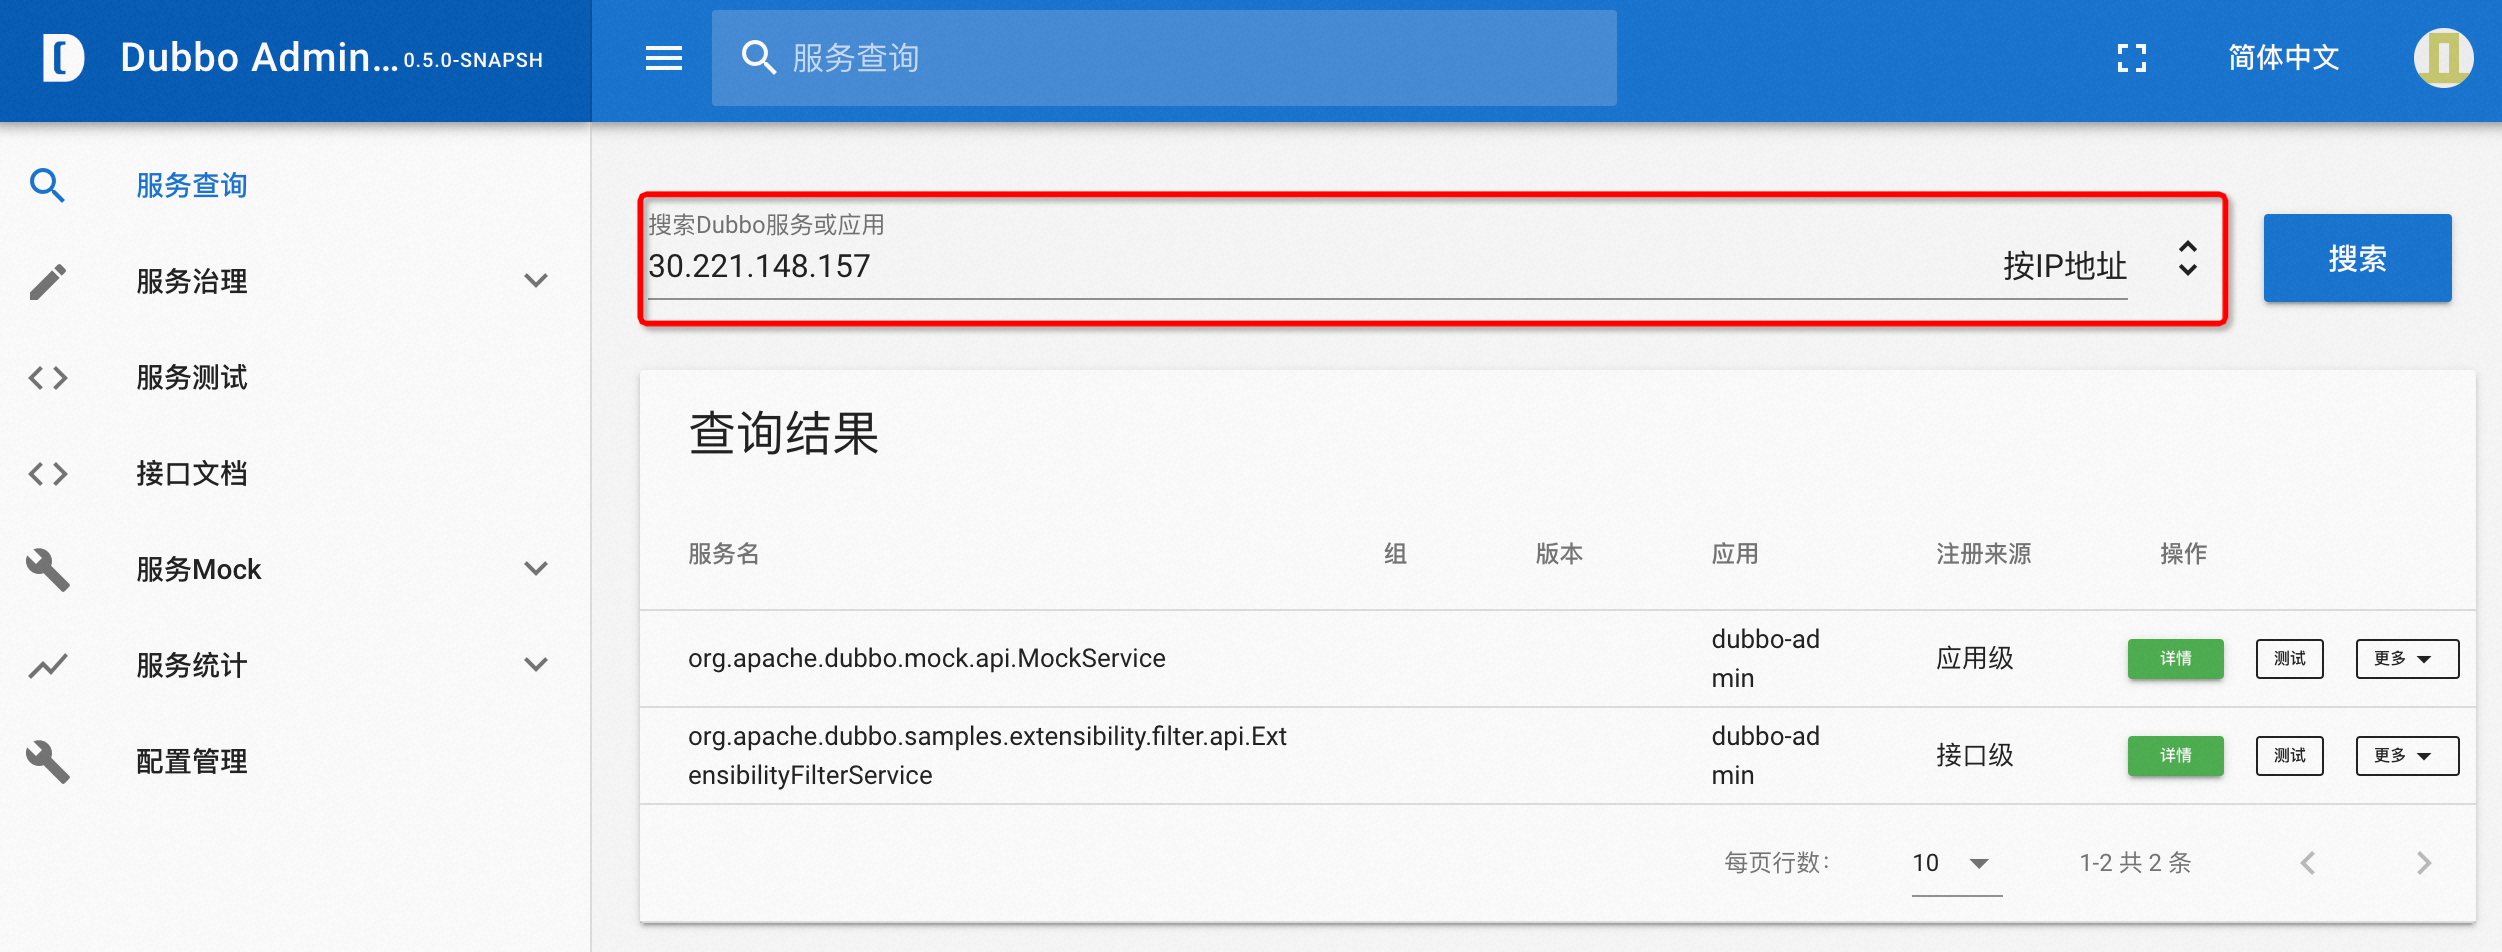 Dubbo Admin... 0.5.0-SNAPSH
服务查询
简体中文
服务查询
服务治理
服务测试
接口文档
服务Mock
服务统计
配置管理
搜索Dubbo服务或应用
30.221.148.157
按IP地址
搜索
查询结果
服务名 组 版本 应用 注册来源 操作
org.apache.dubbo.mock.api.MockService
dubbo-ad
min
应用级
详情 测试 更多
org.apache.dubbo.samples.extensibility.filter.api.Ext
ensibilityFilterService
dubbo-ad
min
接口级
详情 测试 更多
每页行数: 10 1-2 共 2 条